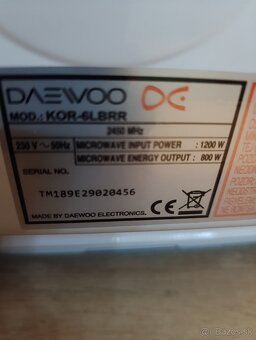 DAEWOO
MOD.: KOR-6LBRR
2450 MHz
230 V ~ 50Hz MICROWAVE INPUT POWER : 1200 W
MICROWAVE ENERGY OUTPUT : 800 W
SERIAL NO.
TM189E29020456
CE
MADE BY DAEWOO ELECTRONICS.